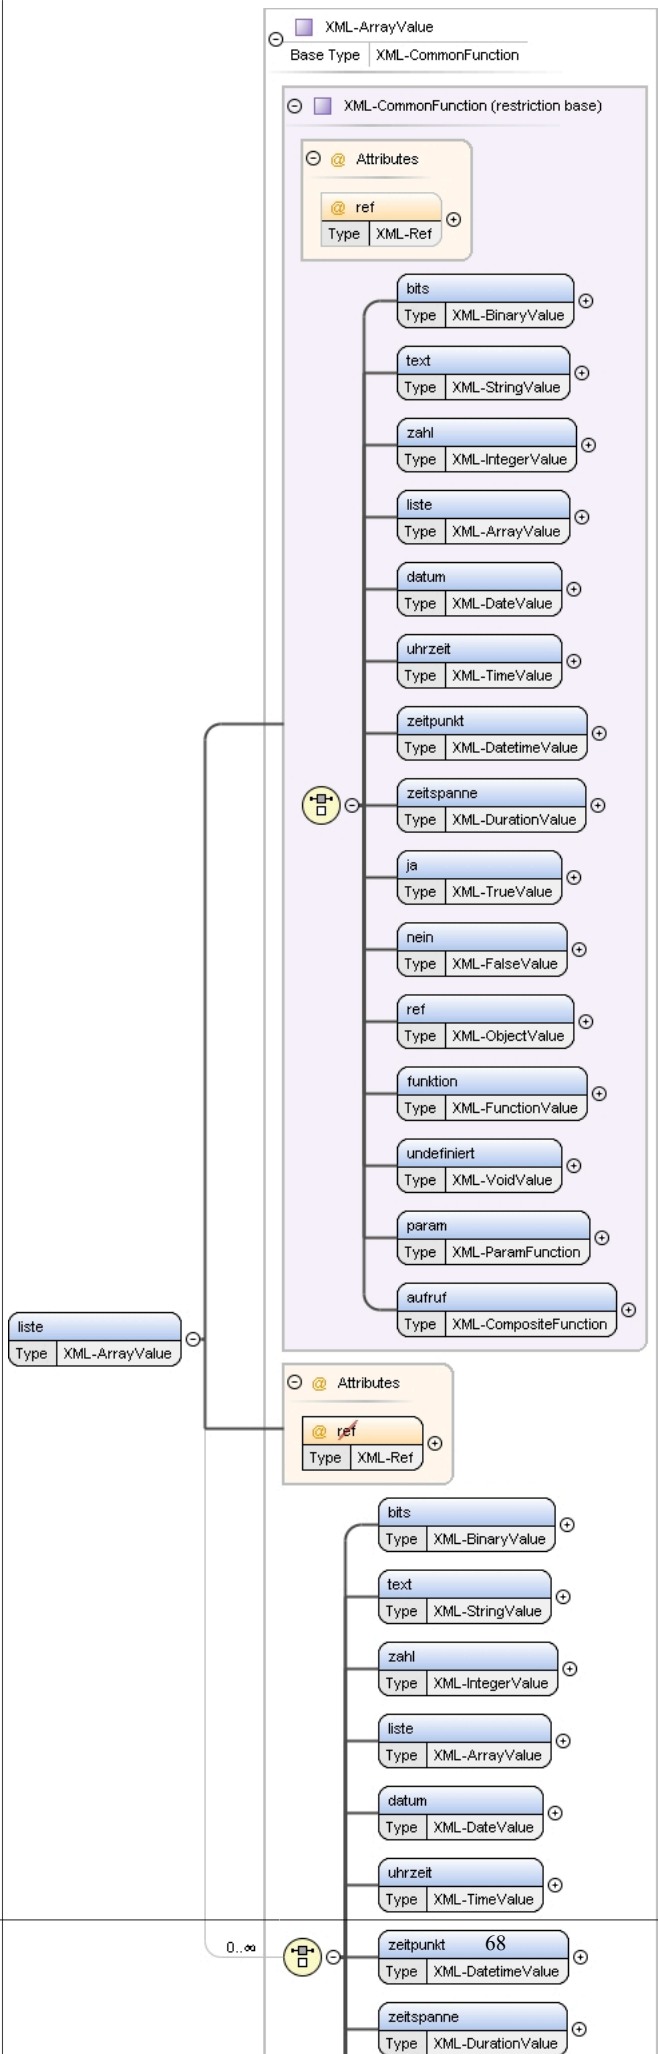 XML-ArrayValue
Base Type XML-CommonFunction
XML-CommonFunction (restriction base)
@ Attributes
@ ref
Type XML-Ref
bits
Type XML-BinaryValue
text
Type XML-StringValue
zahl
Type XML-IntegerValue
liste
Type XML-ArrayValue
datum
Type XML-DateValue
uhrzeit
Type XML-TimeValue
zeitpunkt
Type XML-DatetimeValue
zeitspanne
Type XML-DurationValue
ja
Type XML-TrueValue
nein
Type XML-FalseValue
ref
Type XML-ObjectValue
funktion
Type XML-FunctionValue
undefiniert
Type XML-VoidValue
param
Type XML-ParamFunction
aufruf
Type XML-CompositeFunction
liste
Type XML-ArrayValue
@ Attributes
@ ref
Type XML-Ref
bits
Type XML-BinaryValue
text
Type XML-StringValue
zahl
Type XML-IntegerValue
liste
Type XML-ArrayValue
datum
Type XML-DateValue
uhrzeit
Type XML-TimeValue
0..∞
zeitpunkt 68
Type XML-DatetimeValue
zeitspanne
Type XML-DurationValue